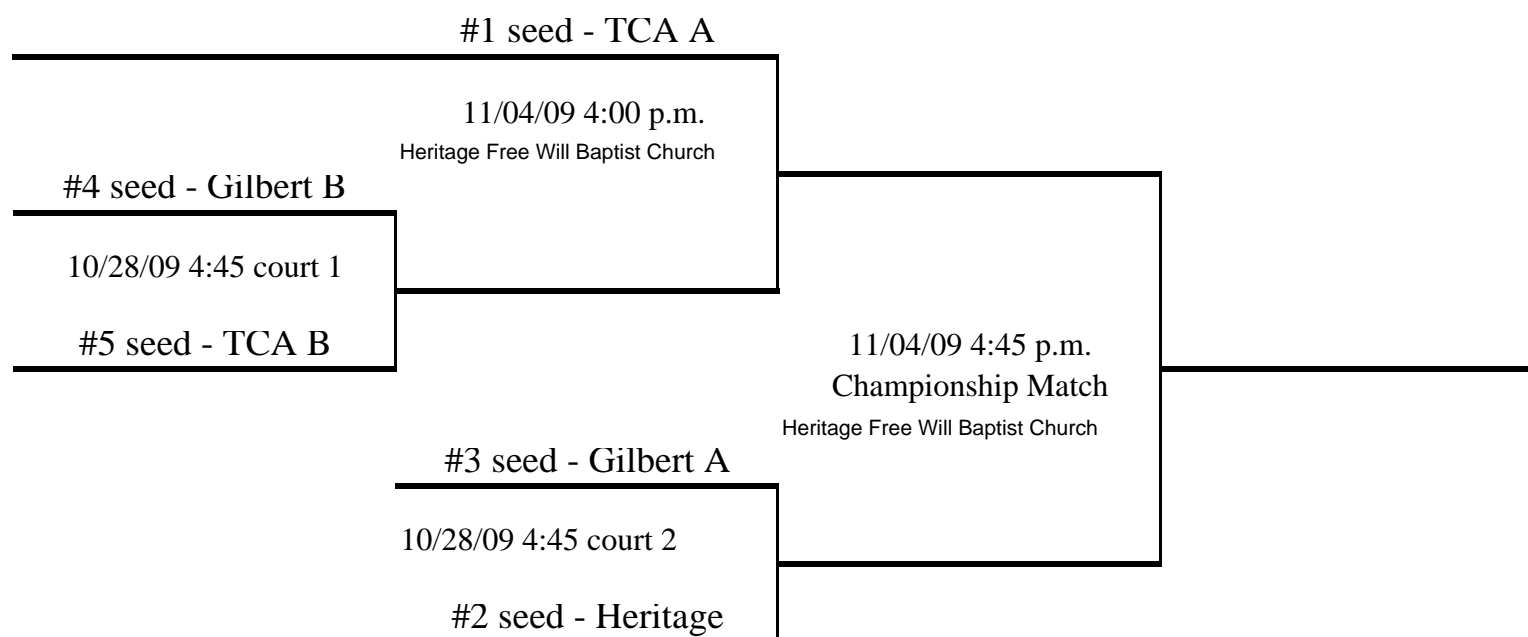 #1 seed - TCA A
11/04/09 4:00 p.m.
Heritage Free Will Baptist Church
#4 seed - Gilbert B
10/28/09 4:45 court 1
#5 seed - TCA B
11/04/09 4:45 p.m.
Championship Match
Heritage Free Will Baptist Church
#3 seed - Gilbert A
10/28/09 4:45 court 2
#2 seed - Heritage